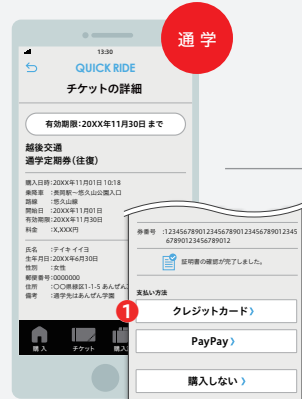 通学
13:30
QUICK RIDE
チケットの詳細
有効期限:20XX年11月30日 まで
越後交通
通学定期券(往復)
購入日時:20XX年11月01日 10:18
乗降車 :長岡駅~悠久山公園入口
路線 :悠久山線
開始日 :20XX年11月01日
有効期限:20XX年11月30日
料金 :X,XXX円
氏名 :テイキ イイヨ
生年月日:20XX年6月30日
性別 :女性
郵便番号:0000000
住所 :〇〇県緑区1-1-5 あんぜん
備考 :通学先はあんぜん学園
購入
チケット
購入
券番号 :1234567890123456789012345678901 2345
67890123456789012
証明書の確認が完了しました。
支払い方法
1
クレジットカード〉
PayPay〉
購入しない〉